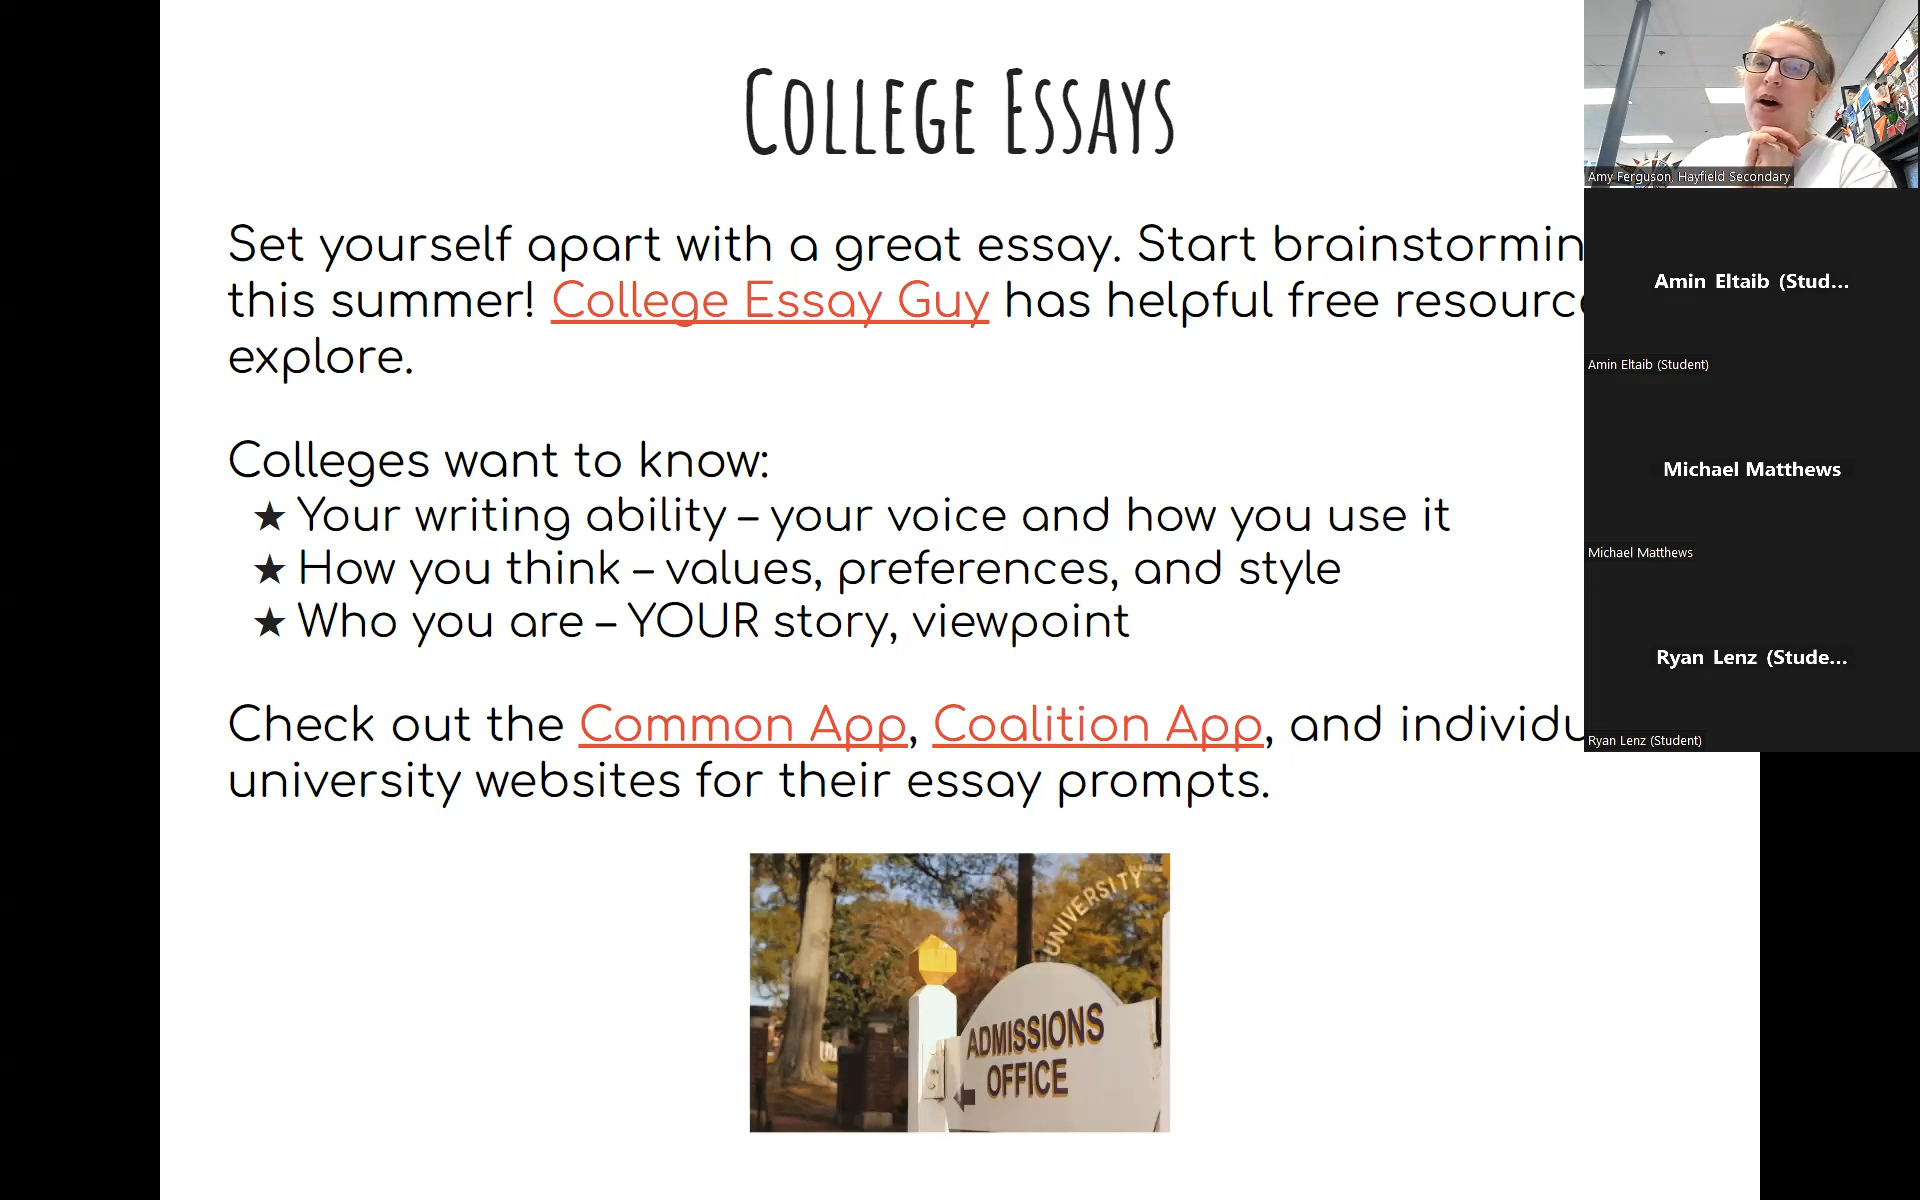 College Essays
Set yourself apart with a great essay. Start brainstormin
this summer! College Essay Guy has helpful free resourc
explore.
Colleges want to know:
★ Your writing ability – your voice and how you use it
★ How you think – values, preferences, and style
★ Who you are – YOUR story, viewpoint
Check out the Common App, Coalition App, and individu
university websites for their essay prompts.
UNIVERSITY
ADMISSIONS
OFFICE
Amy Ferguson, Hayfield Secondary
Amin Eltaib (Stud...
Amin Eltaib (Student)
Michael Matthews
Michael Matthews
Ryan Lenz (Stude...
Ryan Lenz (Student)